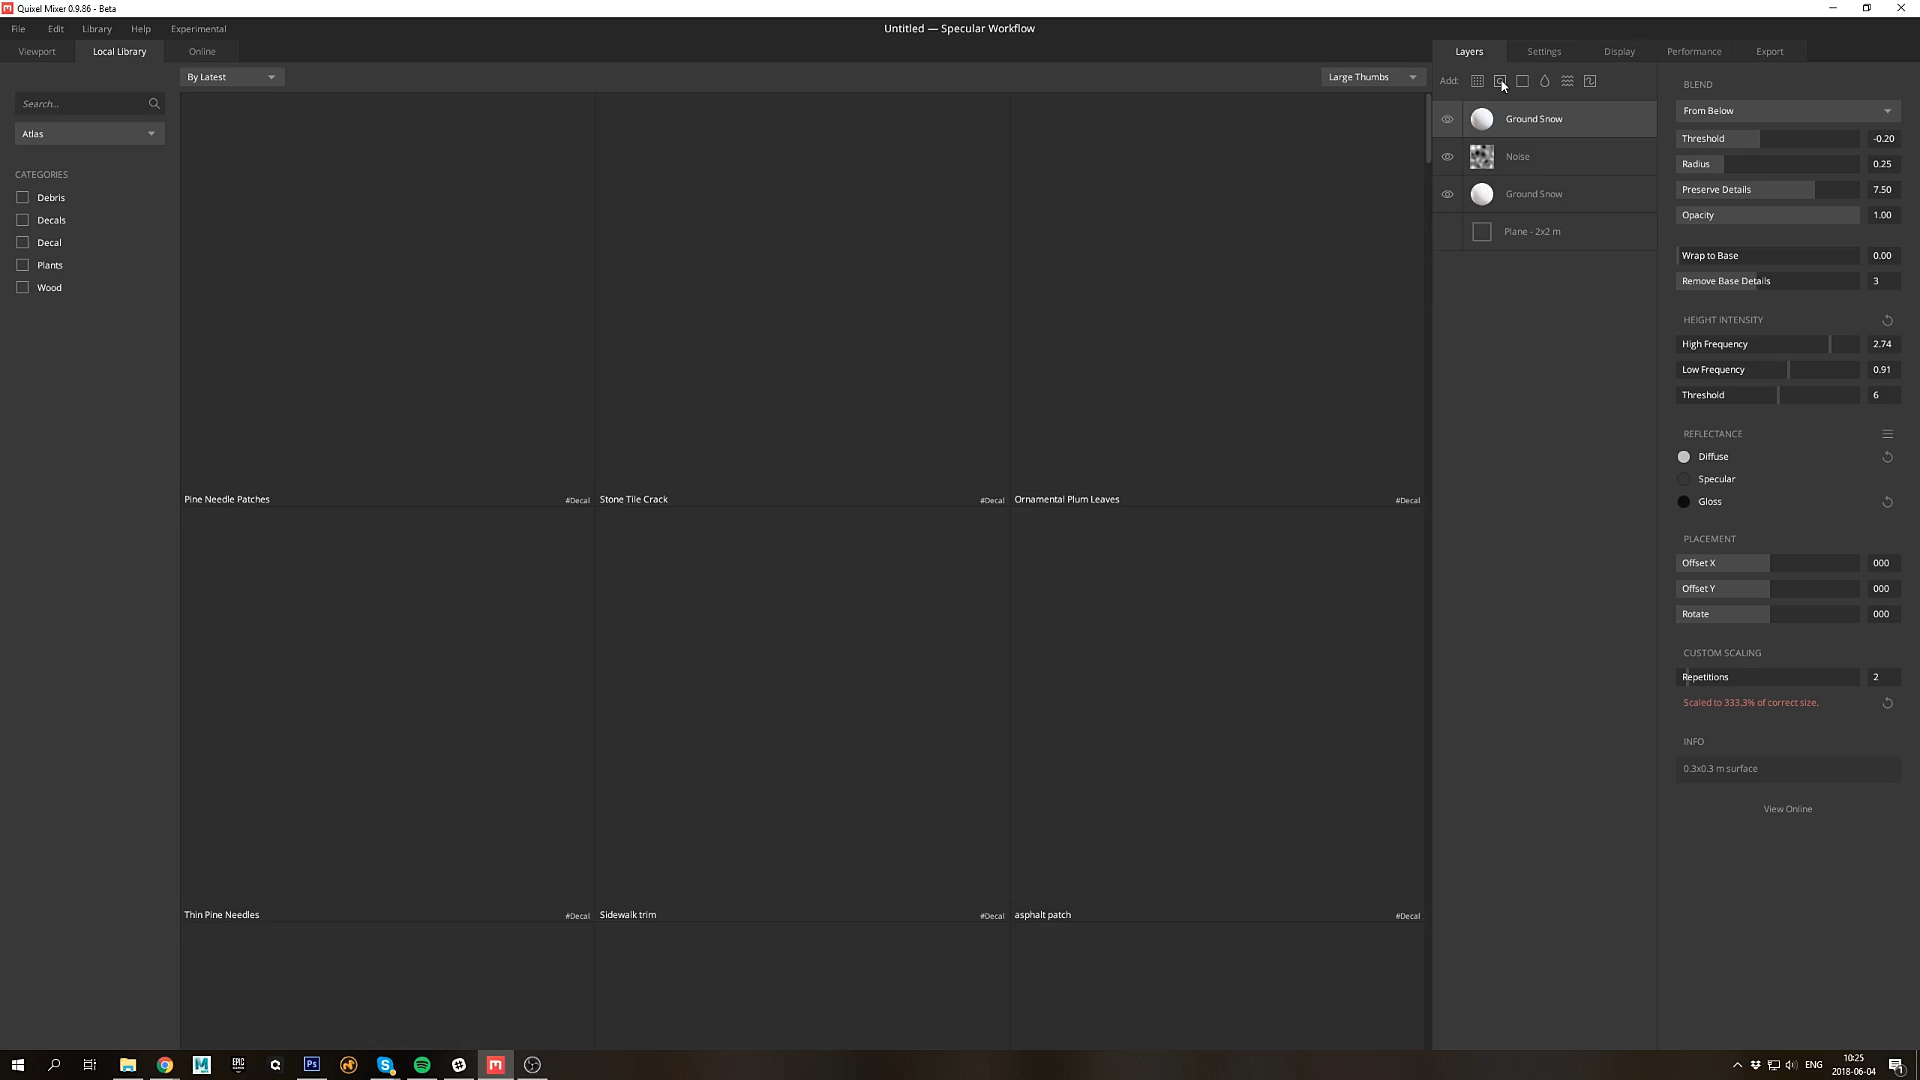 Quixel Mixer 0.9.86 - Beta
File Edit Library Help Experimental
Untitled — Specular Workflow
Viewport Local Library Online
Layers Settings Display Performance Export
By Latest
Large Thumbs
Search...
Atlas
CATEGORIES
Debris
Decals
Decal
Plants
Wood
Pine Needle Patches #Decal
Stone Tile Crack #Decal
Ornamental Plum Leaves #Decal
Thin Pine Needles #Decal
Sidewalk trim #Decal
asphalt patch #Decal
Add:
Ground Snow
Noise
Ground Snow
Plane - 2x2 m
BLEND
From Below
Threshold -0.20
Radius 0.25
Preserve Details 7.50
Opacity 1.00
Wrap to Base 0.00
Remove Base Details 3
HEIGHT INTENSITY
High Frequency 2.74
Low Frequency 0.91
Threshold 6
REFLECTANCE
Diffuse
Specular
Gloss
PLACEMENT
Offset X 000
Offset Y 000
Rotate 000
CUSTOM SCALING
Repetitions 2
Scaled to 333.3% of correct size.
INFO
0.3x0.3 m surface
View Online
ENG
10:25
2018-06-04